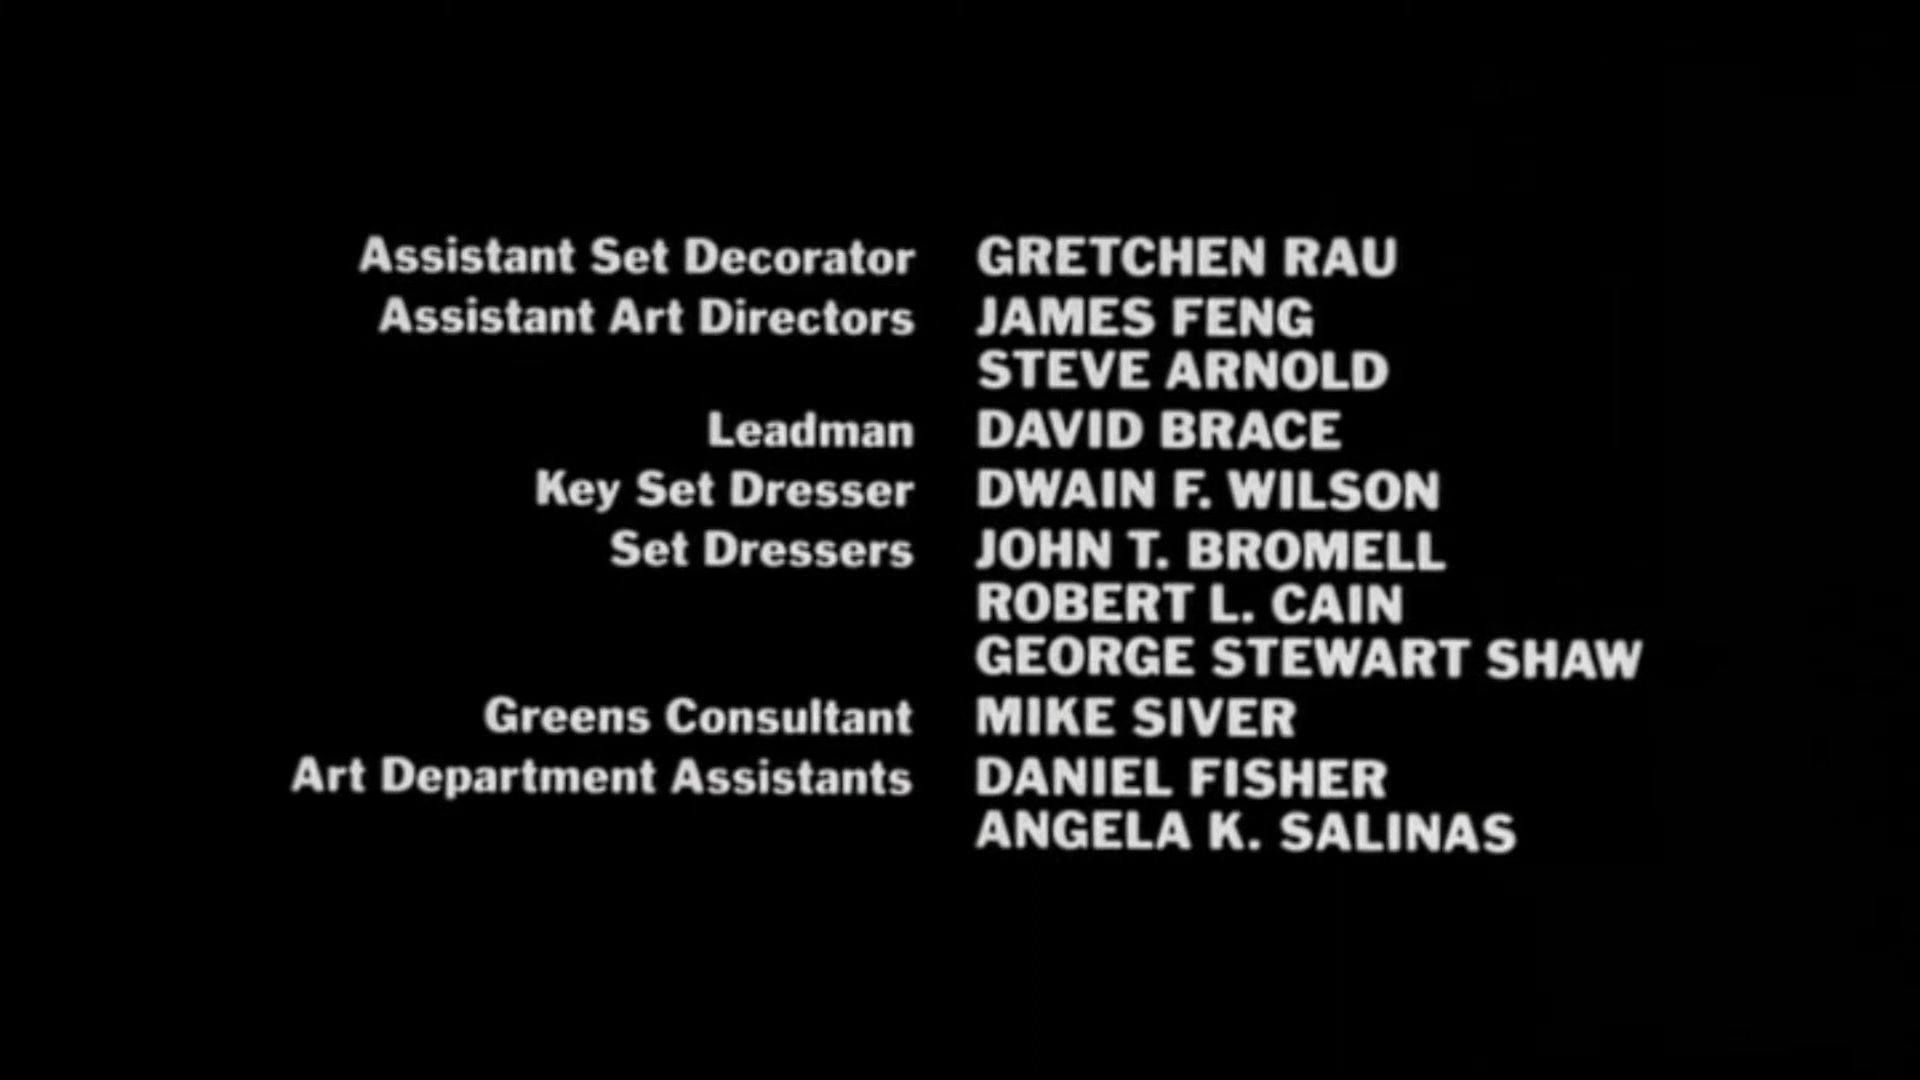 Assistant Set Decorator GRETCHEN RAU
Assistant Art Directors JAMES FENG
STEVE ARNOLD
Leadman DAVID BRACE
Key Set Dresser DWAIN F. WILSON
Set Dressers JOHN T. BROMELL
ROBERT L. CAIN
GEORGE STEWART SHAW
Greens Consultant MIKE SIVER
Art Department Assistants DANIEL FISHER
ANGELA K. SALINAS